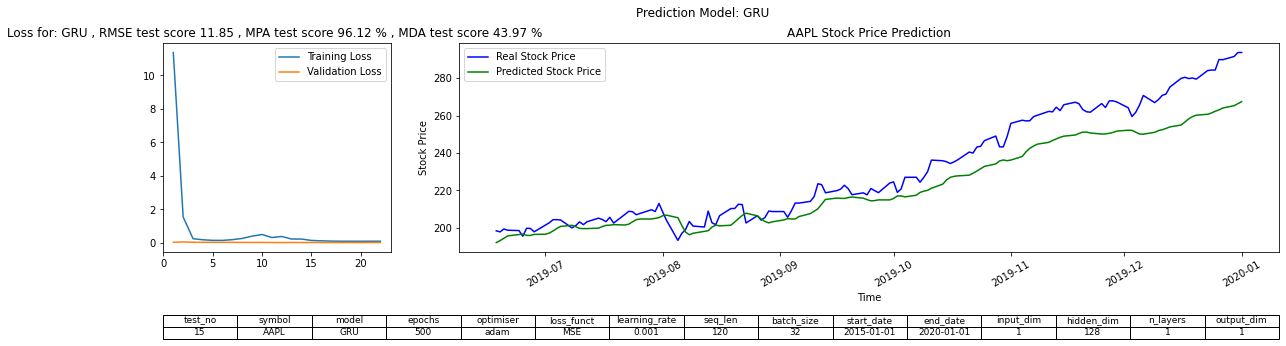 Prediction Model: GRU
Loss for: GRU , RMSE test score 11.85 , MPA test score 96.12 % , MDA test score 43.97 %
Training Loss
Validation Loss
10
8
6
4
2
0
0 5 10 15 20
AAPL Stock Price Prediction
Real Stock Price
Predicted Stock Price
Stock Price
280
260
240
220
200
2019-07 2019-08 2019-09 2019-10 2019-11 2019-12 2020-01
Time
test_no symbol model epochs optimiser loss_funct learning_rate seq_len batch_size start_date end_date input_dim hidden_dim n_layers output_dim
15 AAPL GRU 500 adam MSE 0.001 120 32 2015-01-01 2020-01-01 1 128 1 1